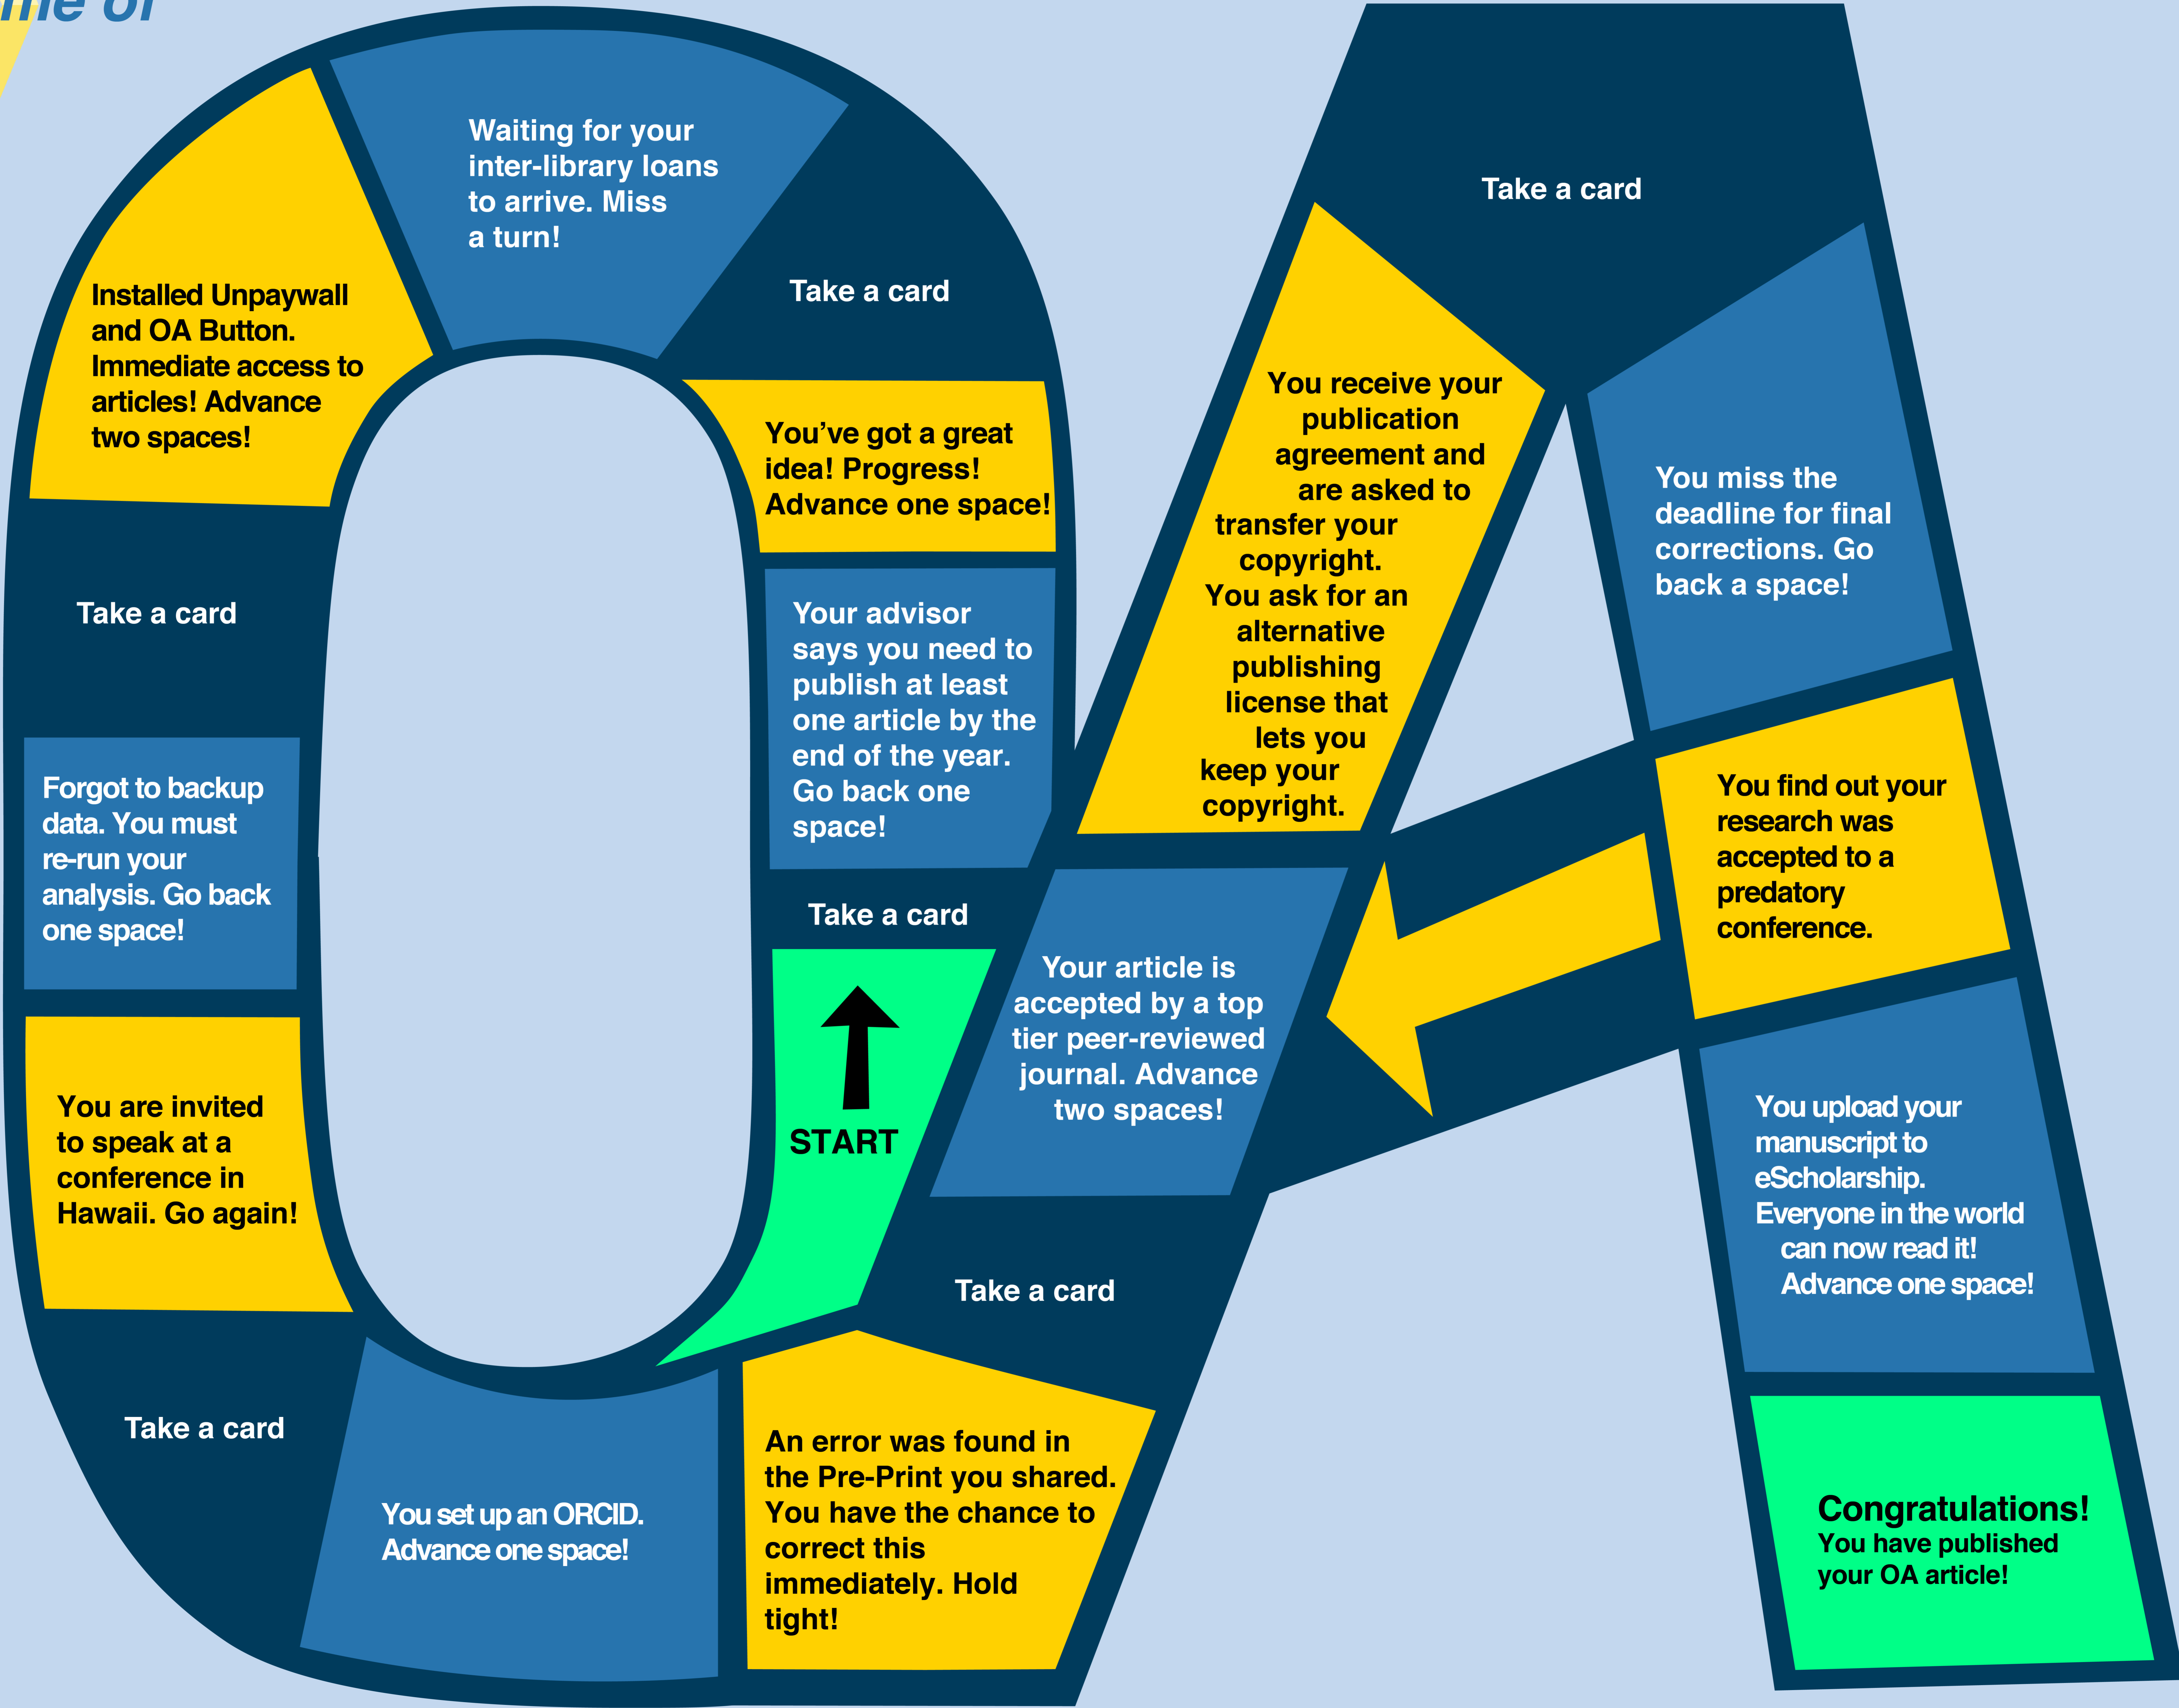 START
Take a card
Your advisor
says you need to
publish at least
one article by the
end of the year.
Go back one
space!
You’ve got a great
idea! Progress!
Advance one space!
Take a card
Waiting for your
inter-library loans
to arrive. Miss
a turn!
Installed Unpaywall
and OA Button.
Immediate access to
articles! Advance
two spaces!
Take a card
Forgot to backup
data. You must
re-run your
analysis. Go back
one space!
You are invited
to speak at a
conference in
Hawaii. Go again!
Take a card
You set up an ORCID.
Advance one space!
An error was found in
the Pre-Print you shared.
You have the chance to
correct this
immediately. Hold
tight!
Take a card
Your article is
accepted by a top
tier peer-reviewed
journal. Advance
two spaces!
You receive your
publication
agreement and
are asked to
transfer your
copyright.
You ask for an
alternative
publishing
license that
lets you
keep your
copyright.
Take a card
You miss the
deadline for final
corrections. Go
back a space!
You find out your
research was
accepted to a
predatory
conference.
You upload your
manuscript to
eScholarship.
Everyone in the world
can now read it!
Advance one space!
Congratulations!
You have published
your OA article!